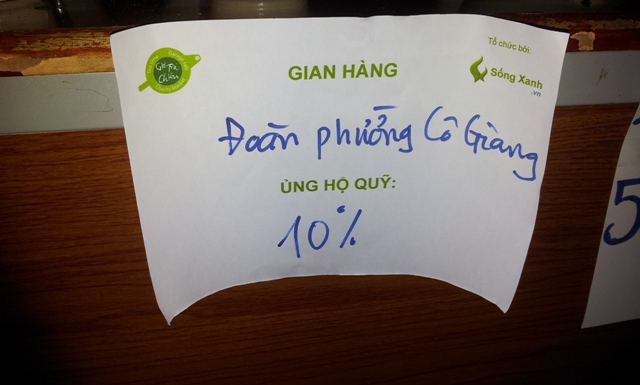 Tổ chức bởi:
Sống Xanh
.vn
GIAN HÀNG
Đoàn phường Cô Giang
ỦNG HỘ QUỸ:
10%
5